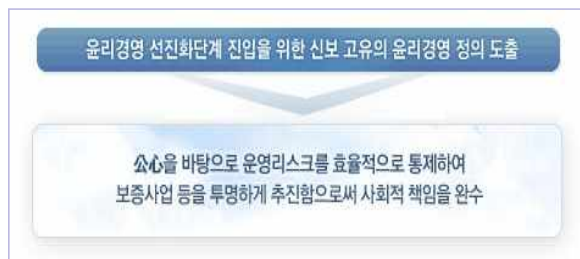 윤리경영 선진화단계 진입을 위한 신보 고유의 윤리경영 정의 도출
公心을 바탕으로 운영리스크를 효율적으로 통제하여
보증사업 등을 투명하게 추진함으로써 사회적 책임을 완수